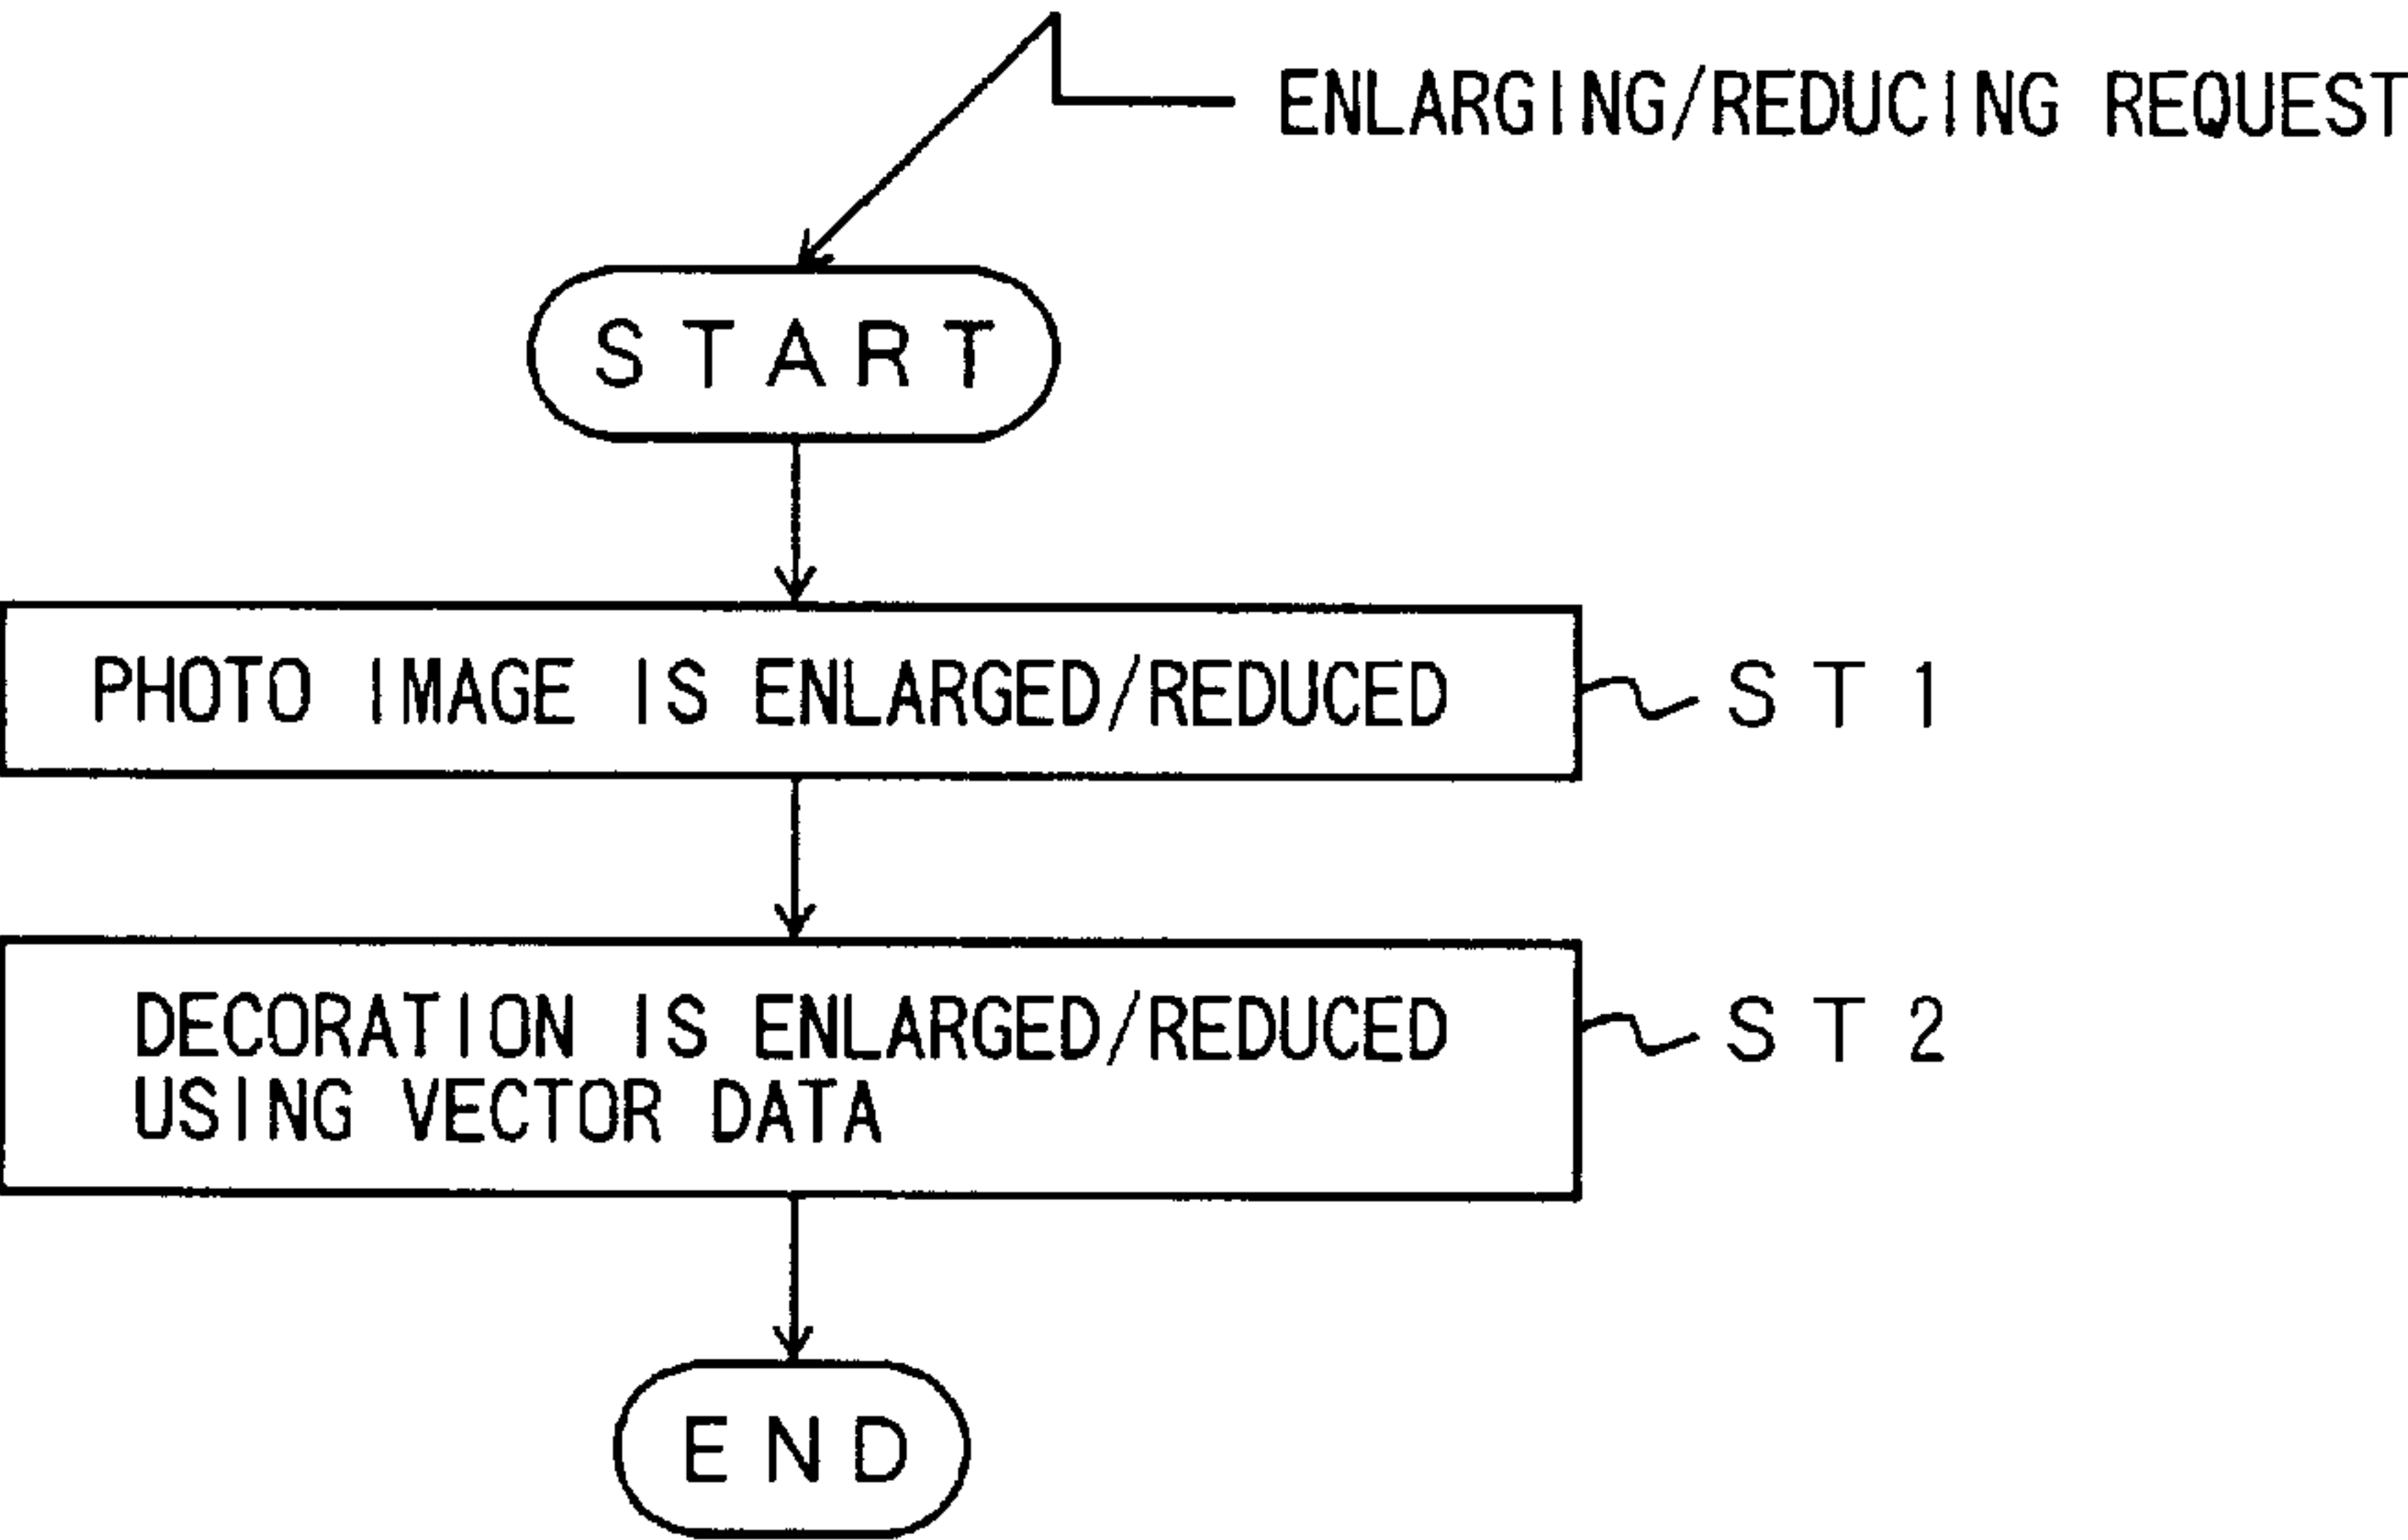 ENLARGING/REDUCING REQUEST
START
PHOTO IMAGE IS ENLARGED/REDUCED
ST1
DECORATION IS ENLARGED/REDUCED
USING VECTOR DATA
ST2
END